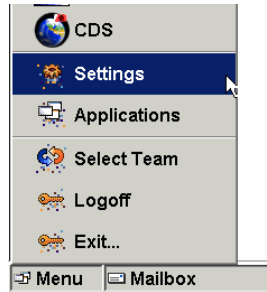 CDS
Settings
Applications
Select Team
Logoff
Exit...
Menu Mailbox